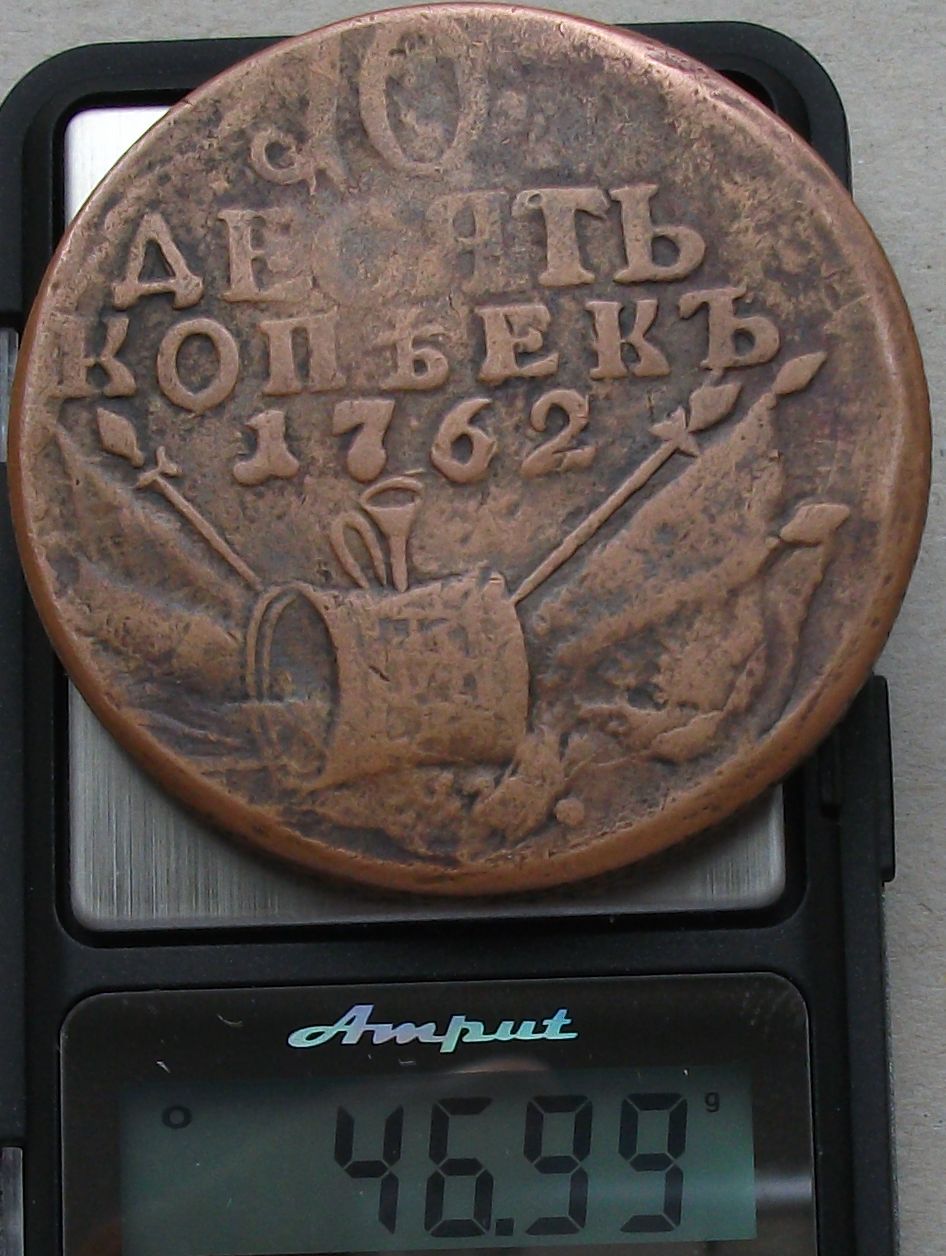 10
ДЕСЯТЬ
КОПѢЕКЪ
1762
Amput
46.99 g